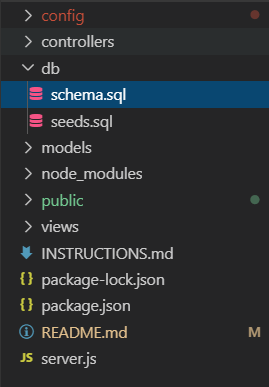 config
controllers
db
schema.sql
seeds.sql
models
node_modules
public
views
INSTRUCTIONS.md
{} package-lock.json
{} package.json
README.md M
JS server.js